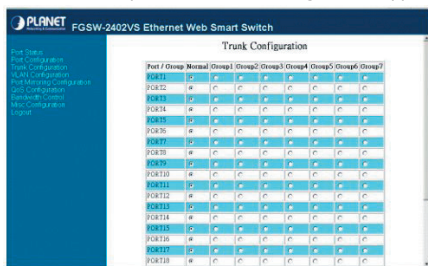 PLANET
FGSW-2402VS Ethernet Web Smart Switch
Port Status
Port Configuration
Trunk Configuration
VLAN Configuration
Port Mirroring Configuration
QoS Configuration
Bandwidth Control
Misc Configuration
Logout
Trunk Configuration
Port / Group Normal Group1 Group2 Group3 Group4 Group5 Group6 Group7
PORT1
PORT2
PORT3
PORT4
PORT5
PORT6
PORT7
PORT8
PORT9
PORT10
PORT11
PORT12
PORT13
PORT14
PORT15
PORT16
PORT17
PORT18